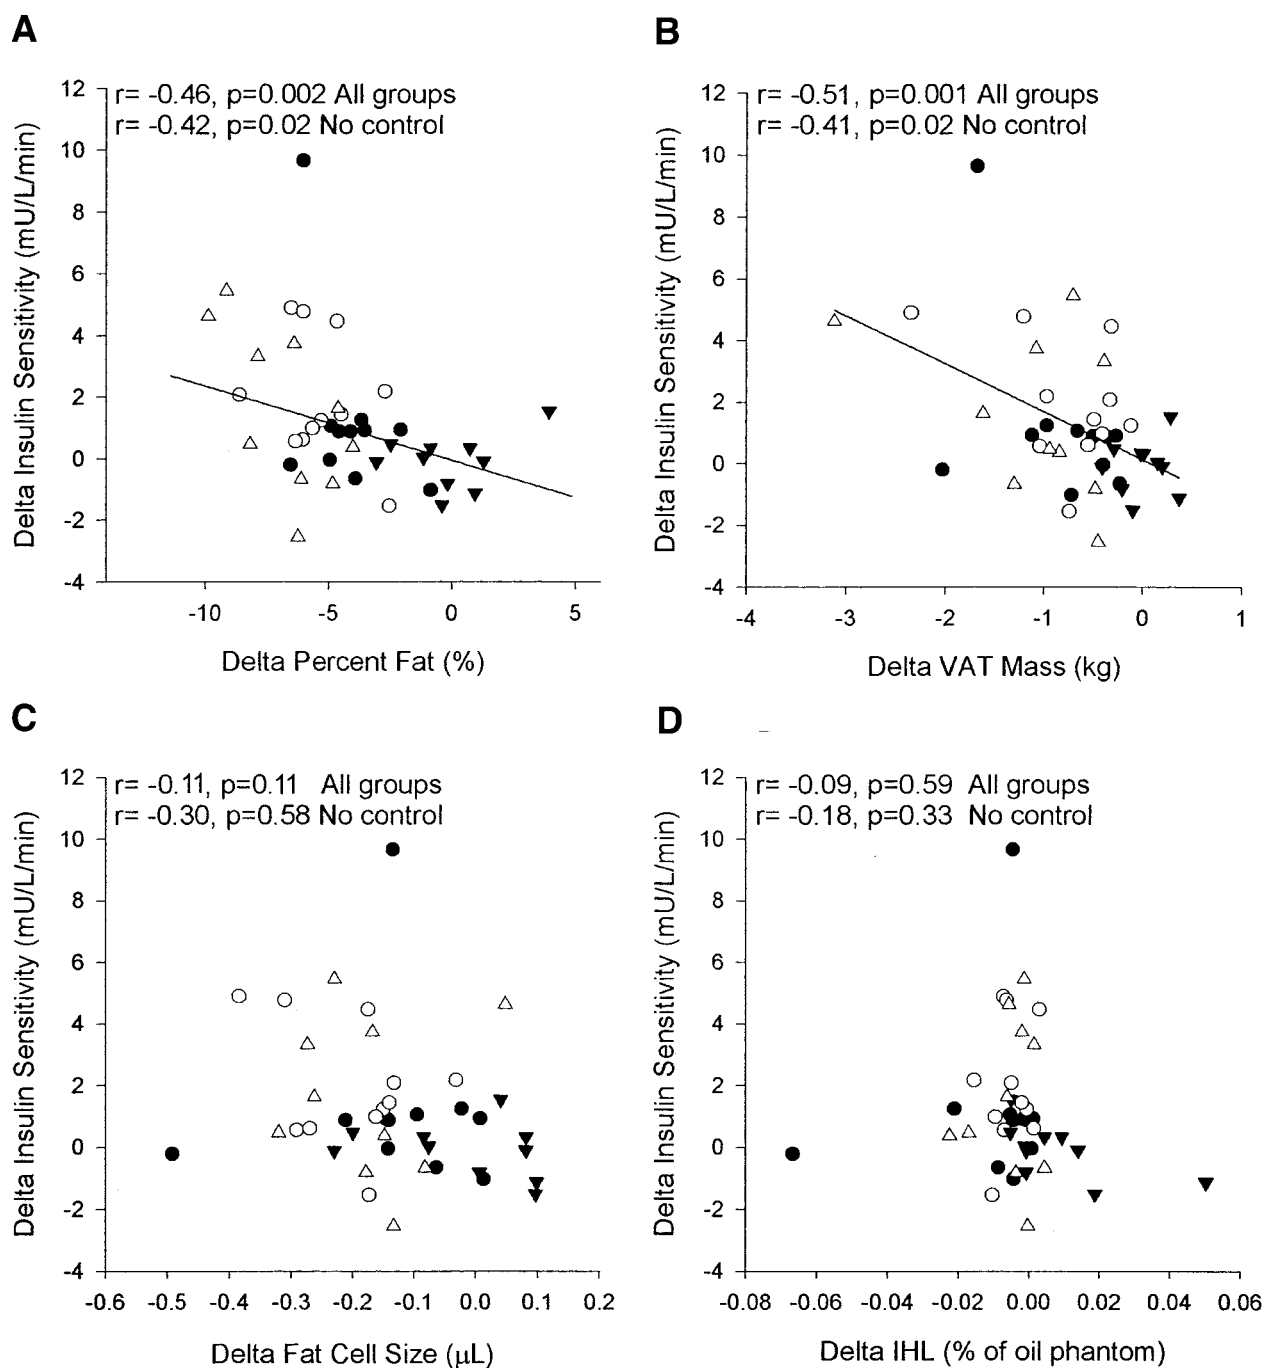 A
r= -0.46, p=0.002 All groups
r= -0.42, p=0.02 No control
12
10
8
6
4
2
0
-2
-4
Delta Insulin Sensitivity (mU/L/min)
-10 -5 0 5
Delta Percent Fat (%)
B
r= -0.51, p=0.001 All groups
r= -0.41, p=0.02 No control
12
10
8
6
4
2
0
-2
-4
Delta Insulin Sensitivity (mU/L/min)
-4 -3 -2 -1 0 1
Delta VAT Mass (kg)
C
r= -0.11, p=0.11 All groups
r= -0.30, p=0.58 No control
12
10
8
6
4
2
0
-2
-4
Delta Insulin Sensitivity (mU/L/min)
-0.6 -0.4 -0.3 -0.2 -0.1 0.0 0.1 0.2
Delta Fat Cell Size (μL)
D
r= -0.09, p=0.59 All groups
r= -0.18, p=0.33 No control
12
10
8
6
4
2
0
-2
-4
Delta Insulin Sensitivity (mU/L/min)
-0.08 -0.06 -0.04 -0.02 0.00 0.02 0.04 0.06
Delta IHL (% of oil phantom)